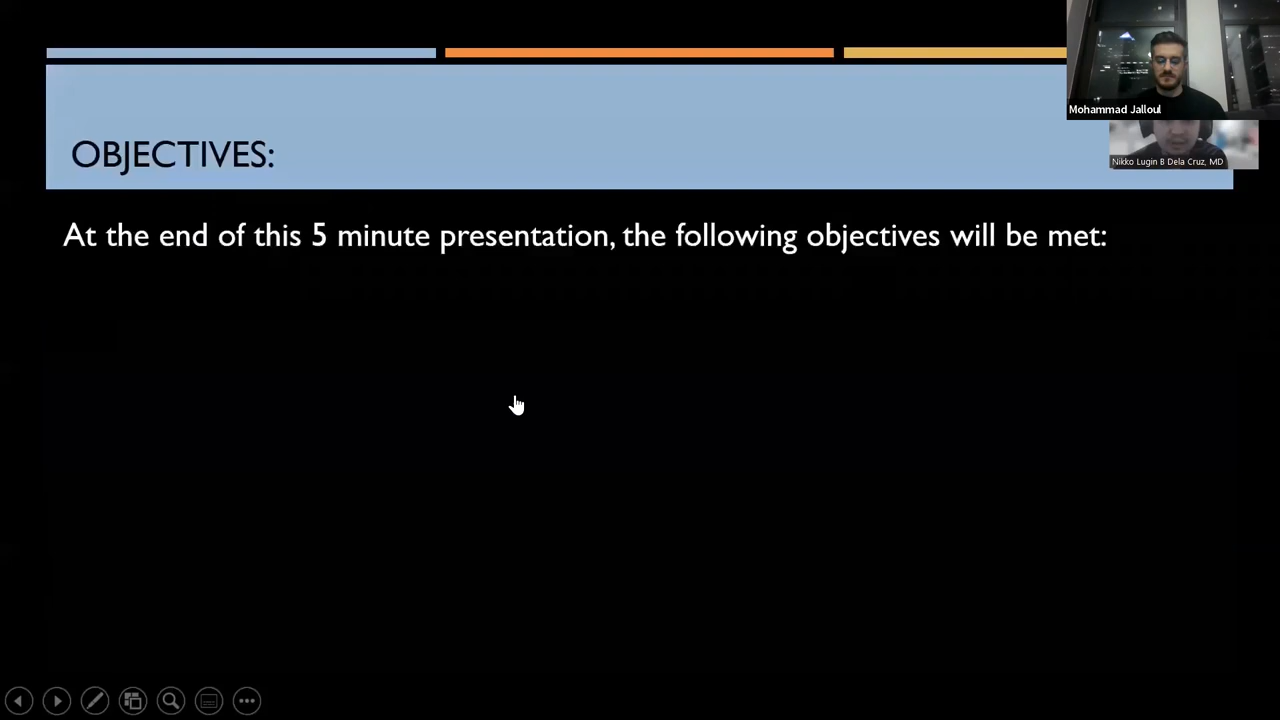 Mohammad Jalloul
Nikko Lugin B Dela Cruz, MD
OBJECTIVES:
At the end of this 5 minute presentation, the following objectives will be met: